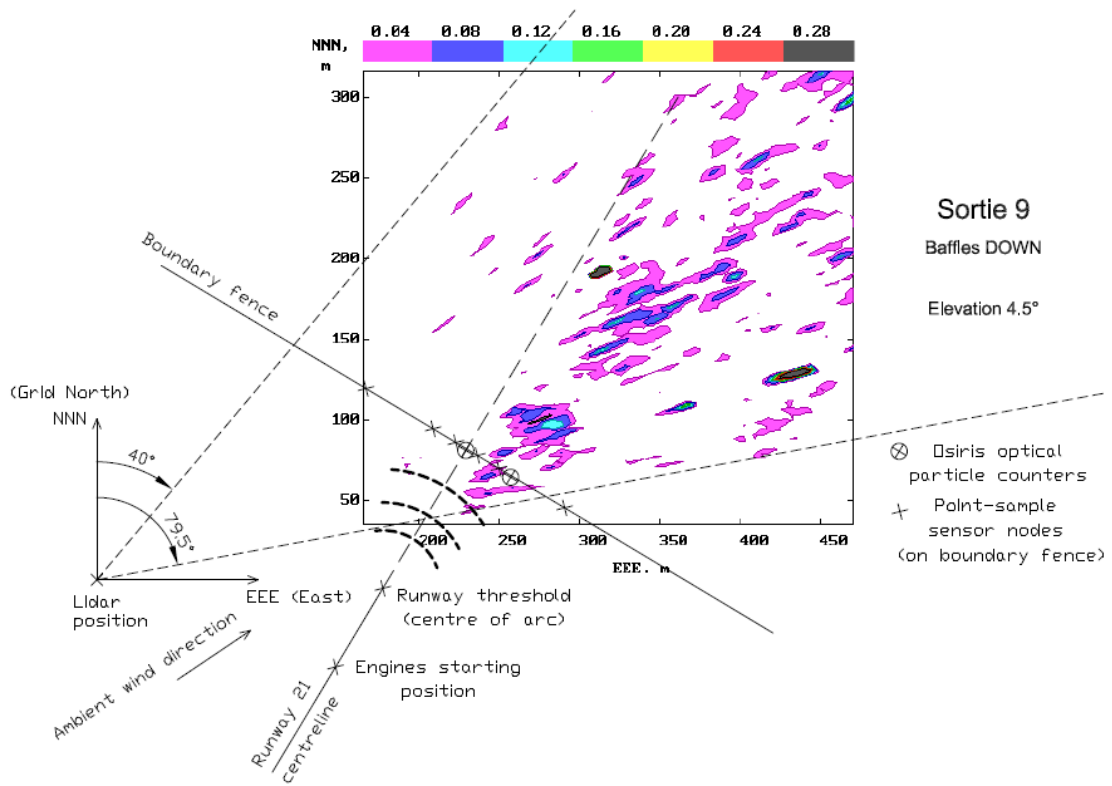 0.04 0.08 0.12 0.16 0.20 0.24 0.28
NNN,
m
300
250
200
150
100
50
200 250 300 350 400 450
EEE. m
Sortie 9
Baffles DOWN
Elevation 4.5°
Boundary fence
(Grid North)
NNN
40°
79.5°
Lidar
position
EEE (East)
Ambient wind direction
Runway threshold
(centre of arc)
Engines starting
position
Runway 21
centreline
Osiris optical
particle counters
Point-sample
sensor nodes
(on boundary fence)